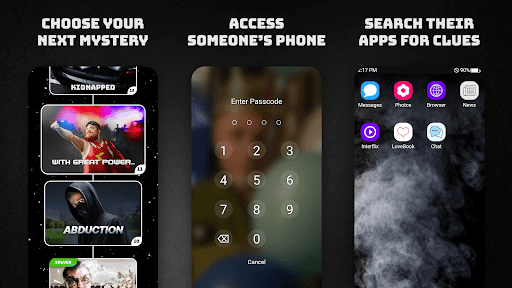 CHOOSE YOUR
NEXT MYSTERY
KIDNAPPED
WITH GREAT POWER...
11
ABDUCTION
SOLVED
ACCESS
SOMEONE'S PHONE
Enter Passcode
1 2 3
4 5 6
7 8 9
0
Cancel
SEARCH THEIR
APPS FOR CLUES
:17 PM
90%
Messages Photos Browser News
Interflix LoveBook Chat